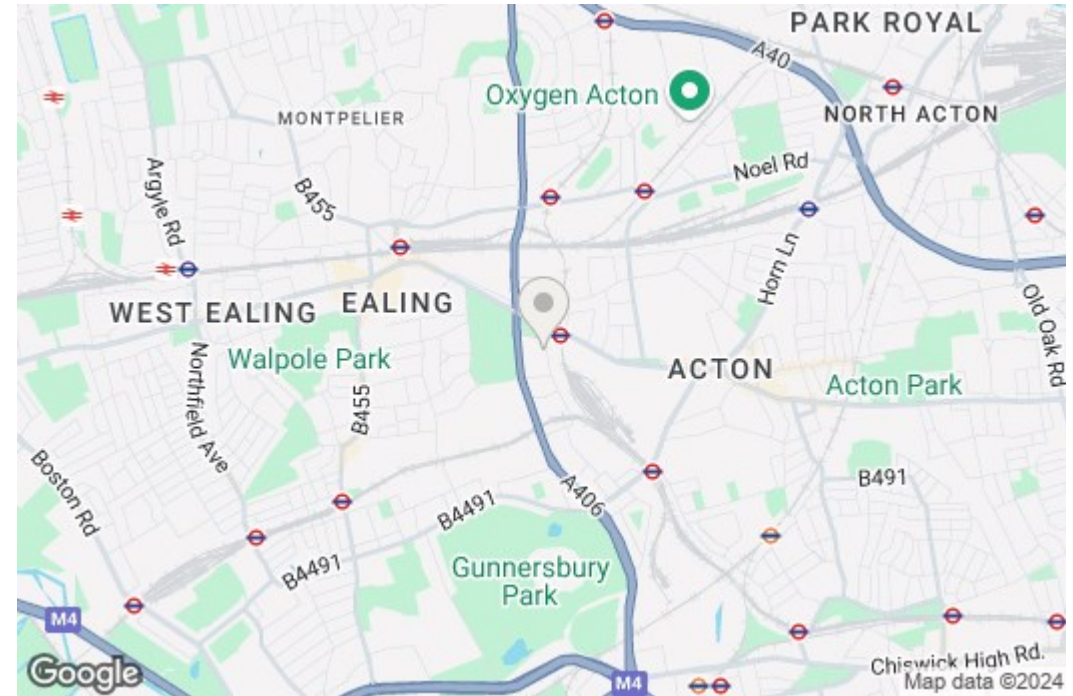 PARK ROYAL
A40
Oxygen Acton
NORTH ACTON
MONTPELIER
Noel Rd
Argyle Rd
B455
Horn Ln
WEST EALING
EALING
Old Oak Rd
Walpole Park
ACTON
Acton Park
Northfield Ave
B455
Boston Rd
B4491
A406
B491
B4491
Gunnersbury
Park
M4
Chiswick High Rd.
Google
M4
Map data ©2024